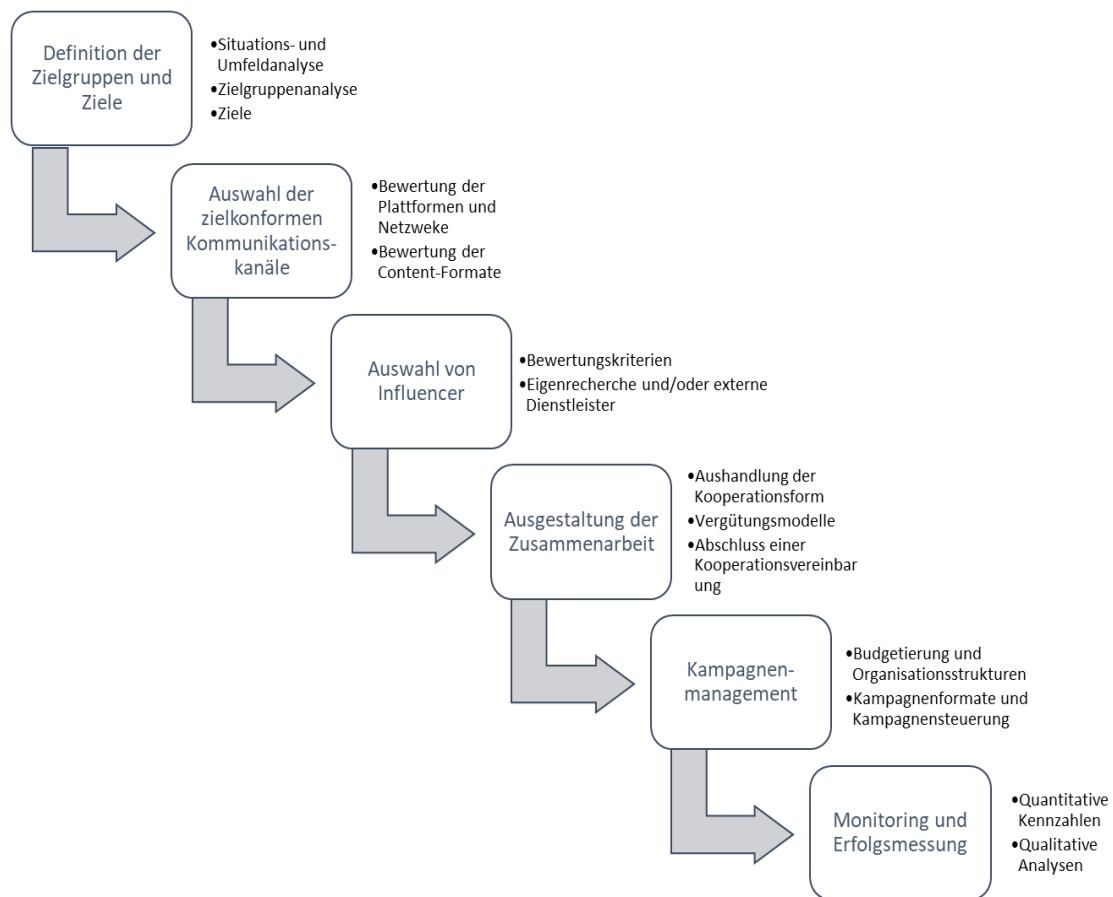 Definition der
Zielgruppen und
Ziele
•Situations- und
Umfeldanalyse
•Zielgruppenanalyse
•Ziele
Auswahl der
zielkonformen
Kommunikations-
kanäle
•Bewertung der
Plattformen und
Netzweke
•Bewertung der
Content-Formate
Auswahl von
Influencer
•Bewertungskriterien
•Eigenrecherche und/oder externe
Dienstleister
Ausgestaltung der
Zusammenarbeit
•Aushandlung der
Kooperationsform
•Vergütungsmodelle
•Abschluss einer
Kooperationsvereinbar
ung
Kampagnen-
management
•Budgetierung und
Organisationsstrukturen
•Kampagnenformate und
Kampagnensteuerung
Monitoring und
Erfolgsmessung
•Quantitative
Kennzahlen
•Qualitative
Analysen